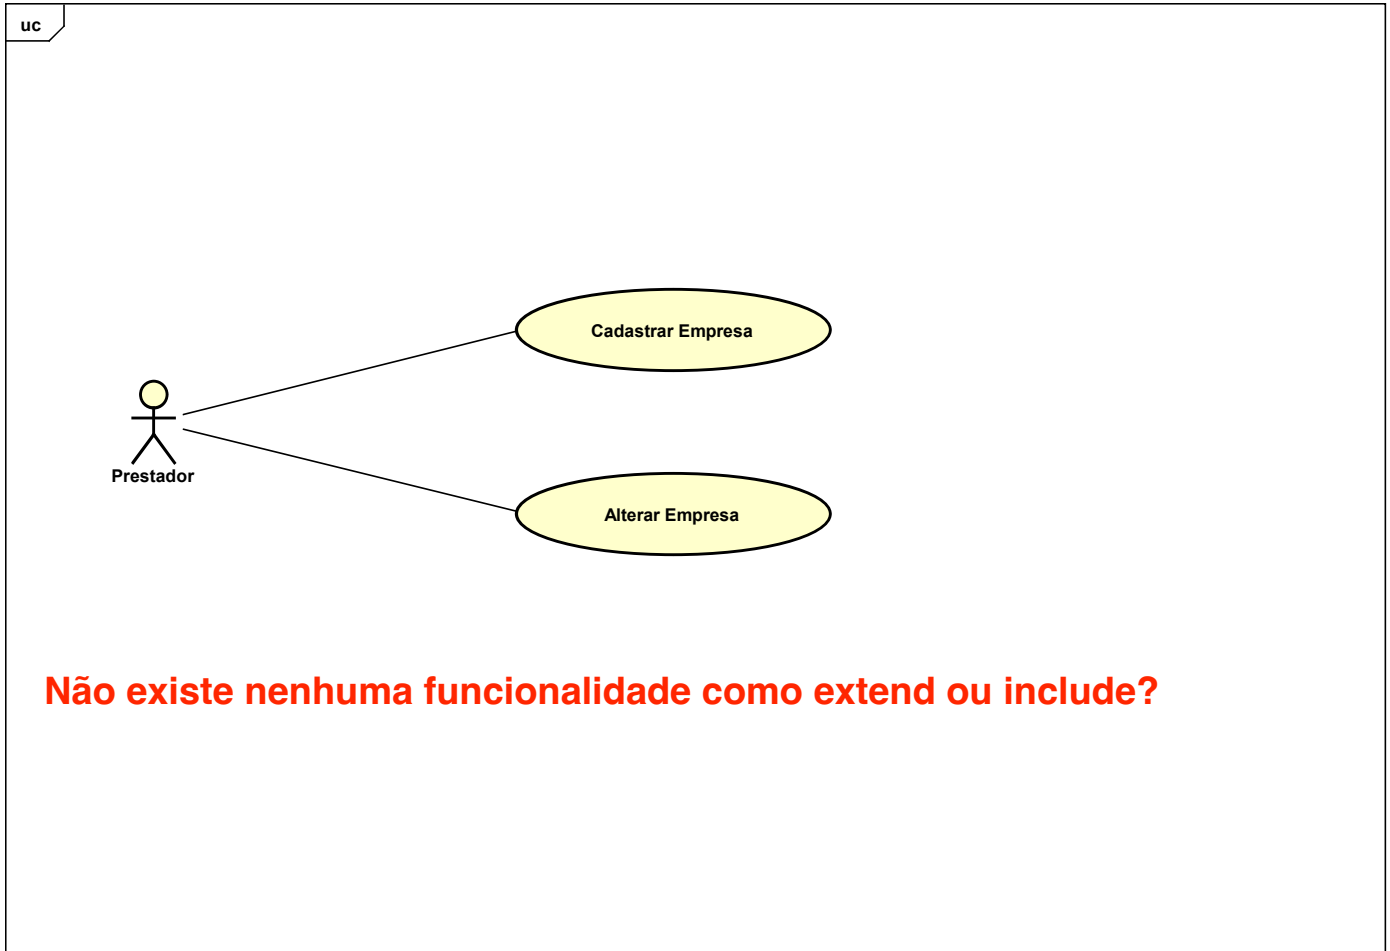 uc
Cadastrar Empresa
Prestador
Alterar Empresa
Não existe nenhuma funcionalidade como extend ou include?